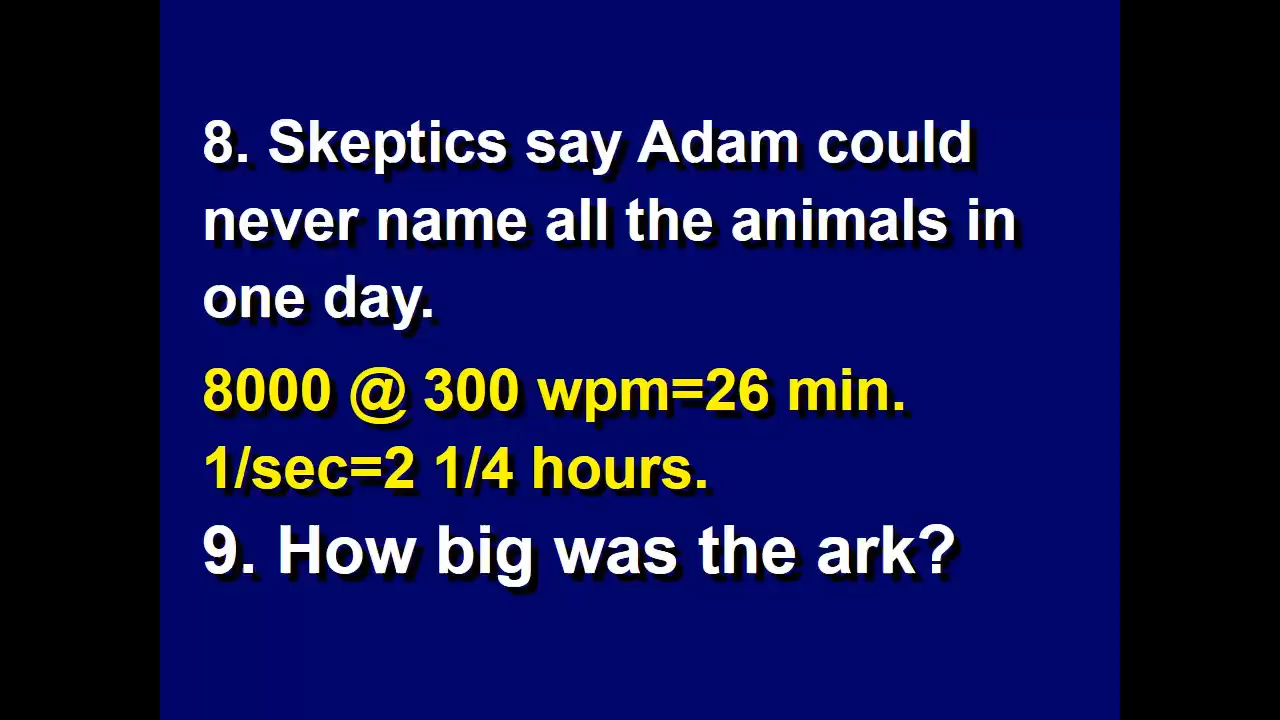 8. Skeptics say Adam could
never name all the animals in
one day.
8000 @ 300 wpm=26 min.
1/sec=2 1/4 hours.
9. How big was the ark?